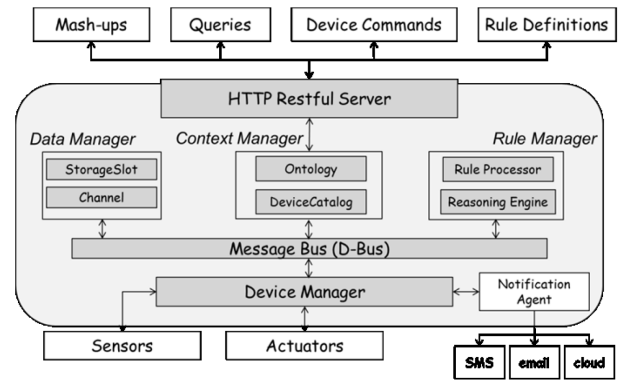 Mash-ups
Queries
Device Commands
Rule Definitions
HTTP Restful Server
Data Manager
Context Manager
Rule Manager
StorageSlot
Channel
Ontology
DeviceCatalog
Rule Processor
Reasoning Engine
Message Bus (D-Bus)
Device Manager
Notification
Agent
Sensors
Actuators
SMS
email
cloud